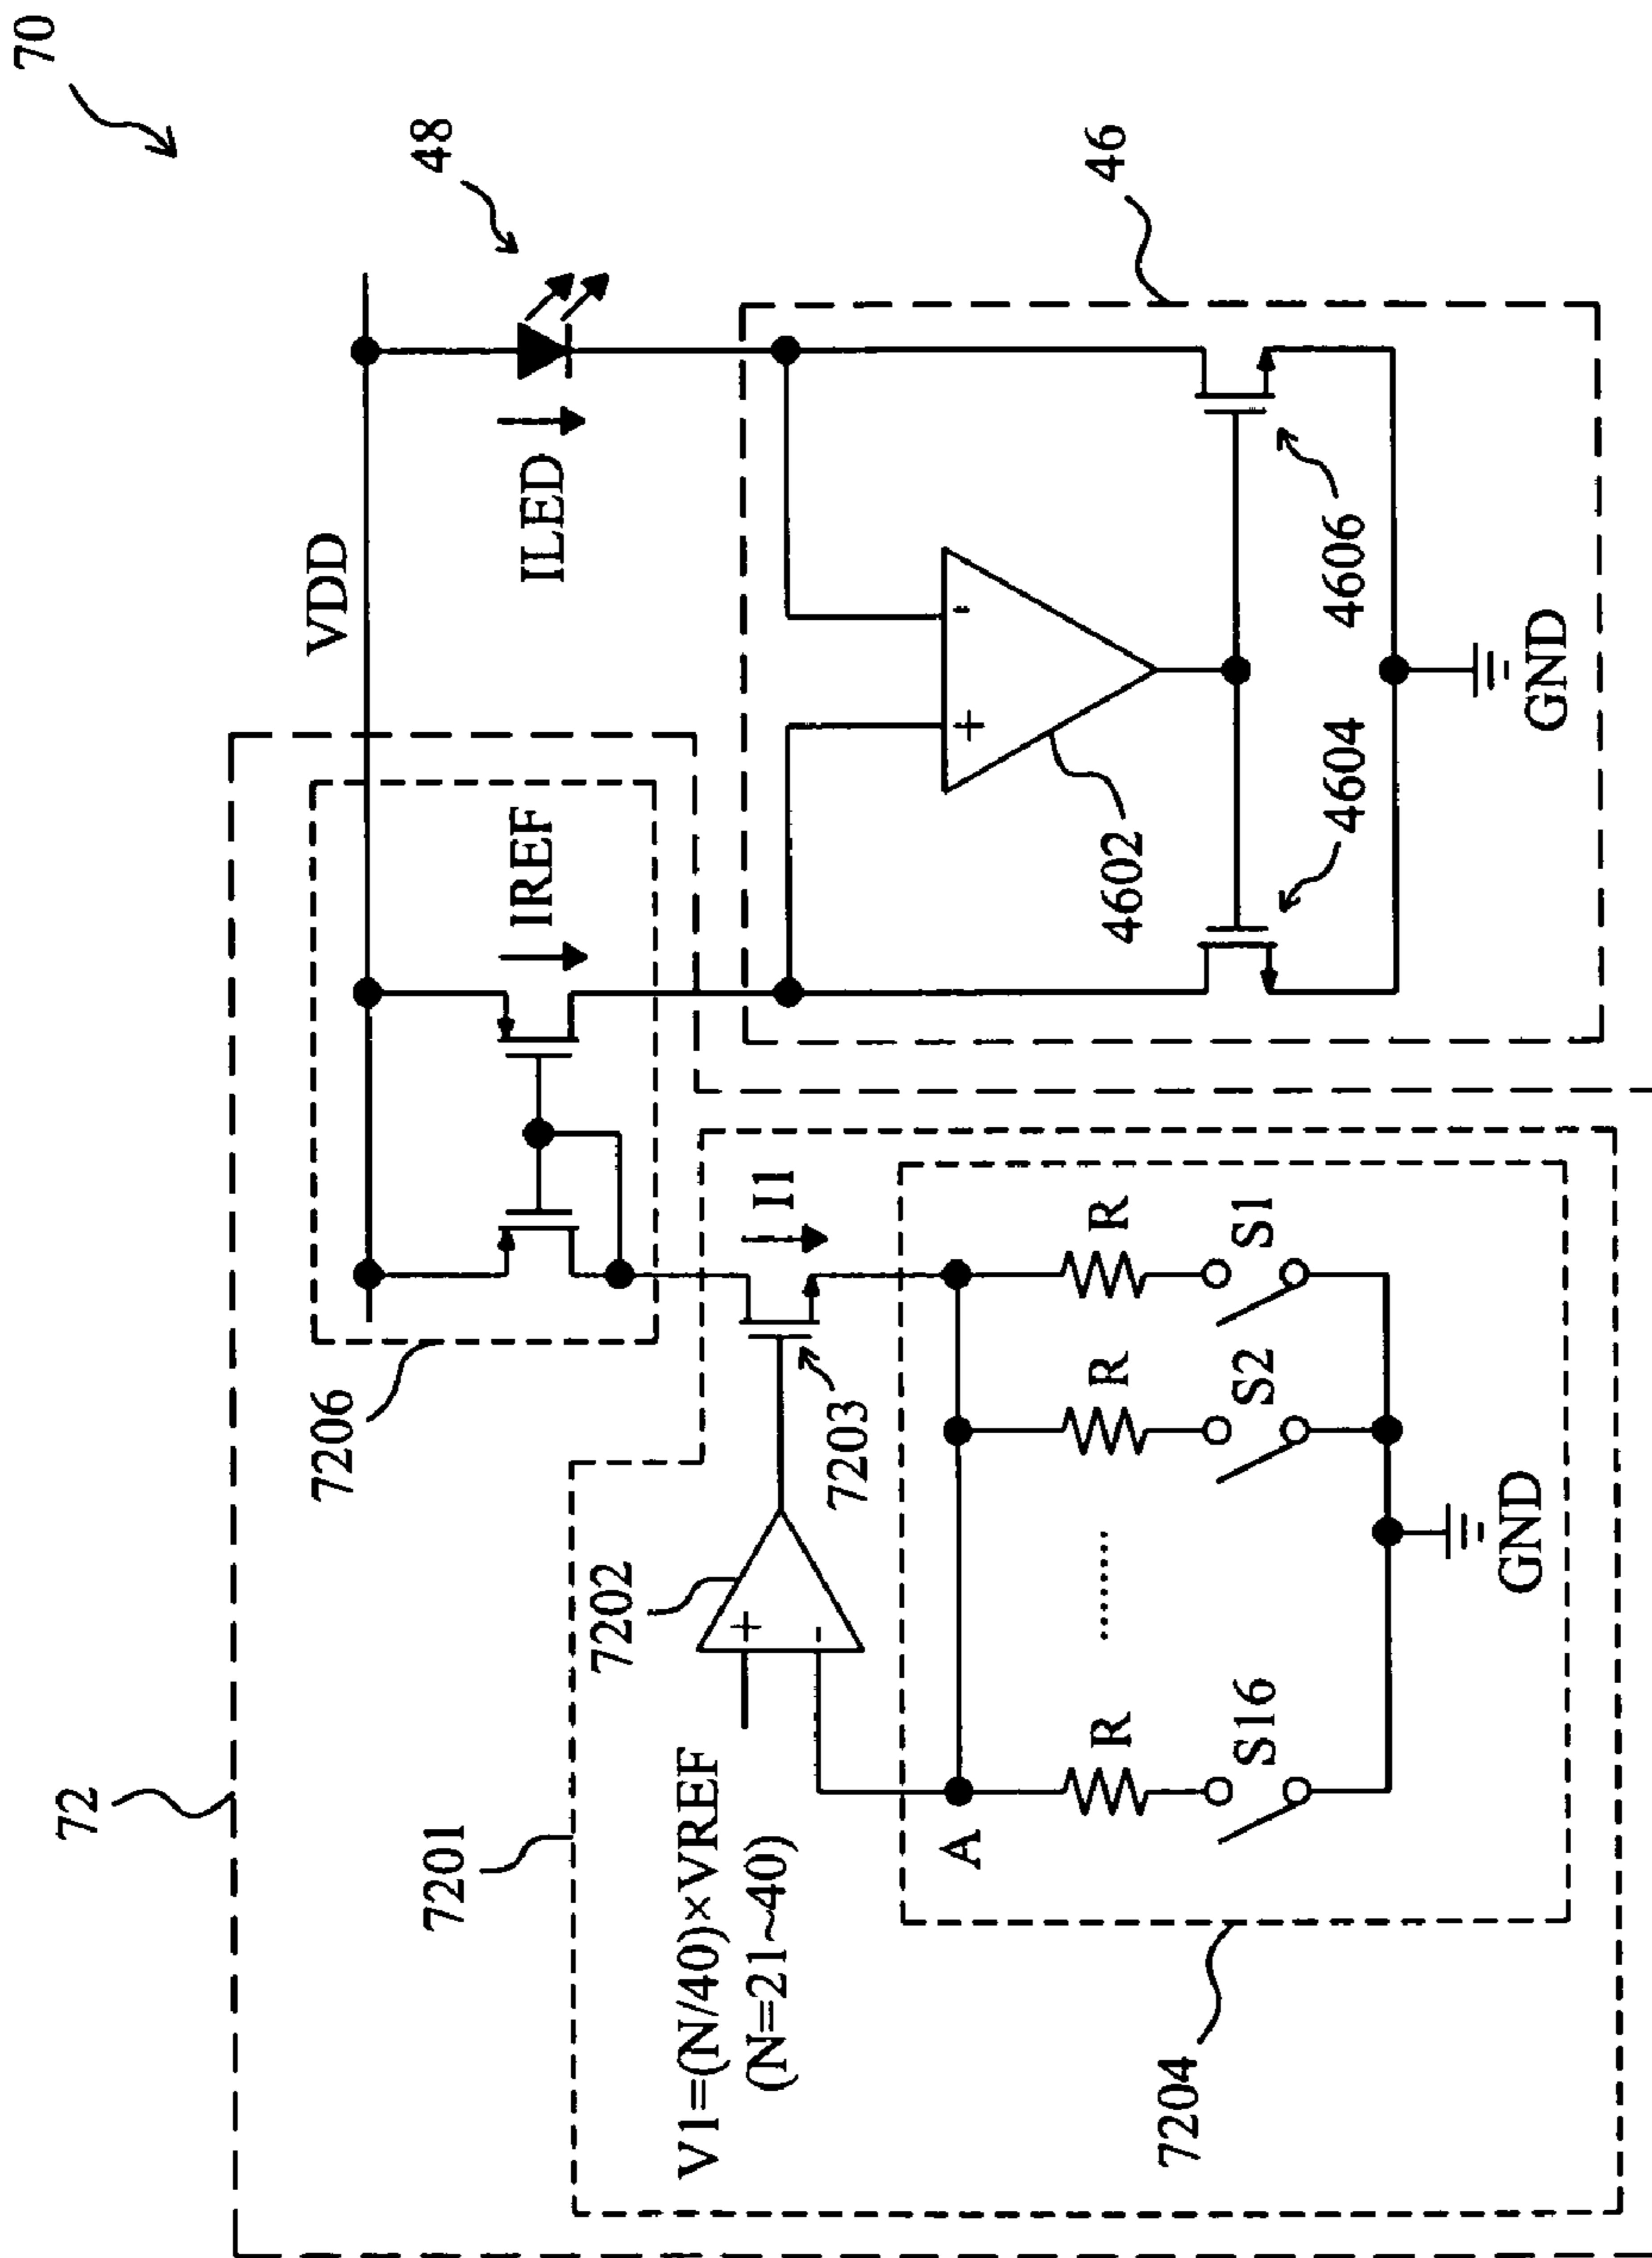 70
72
VDD
48
7206
IREF
ILED
7201
7202
V1=(N/40)×VREF
(N=21~40)
+
-
I1
7203
46
+
-
A
4602
R
R
R
........
7204
S16
S2
S1
4604
4606
GND
GND